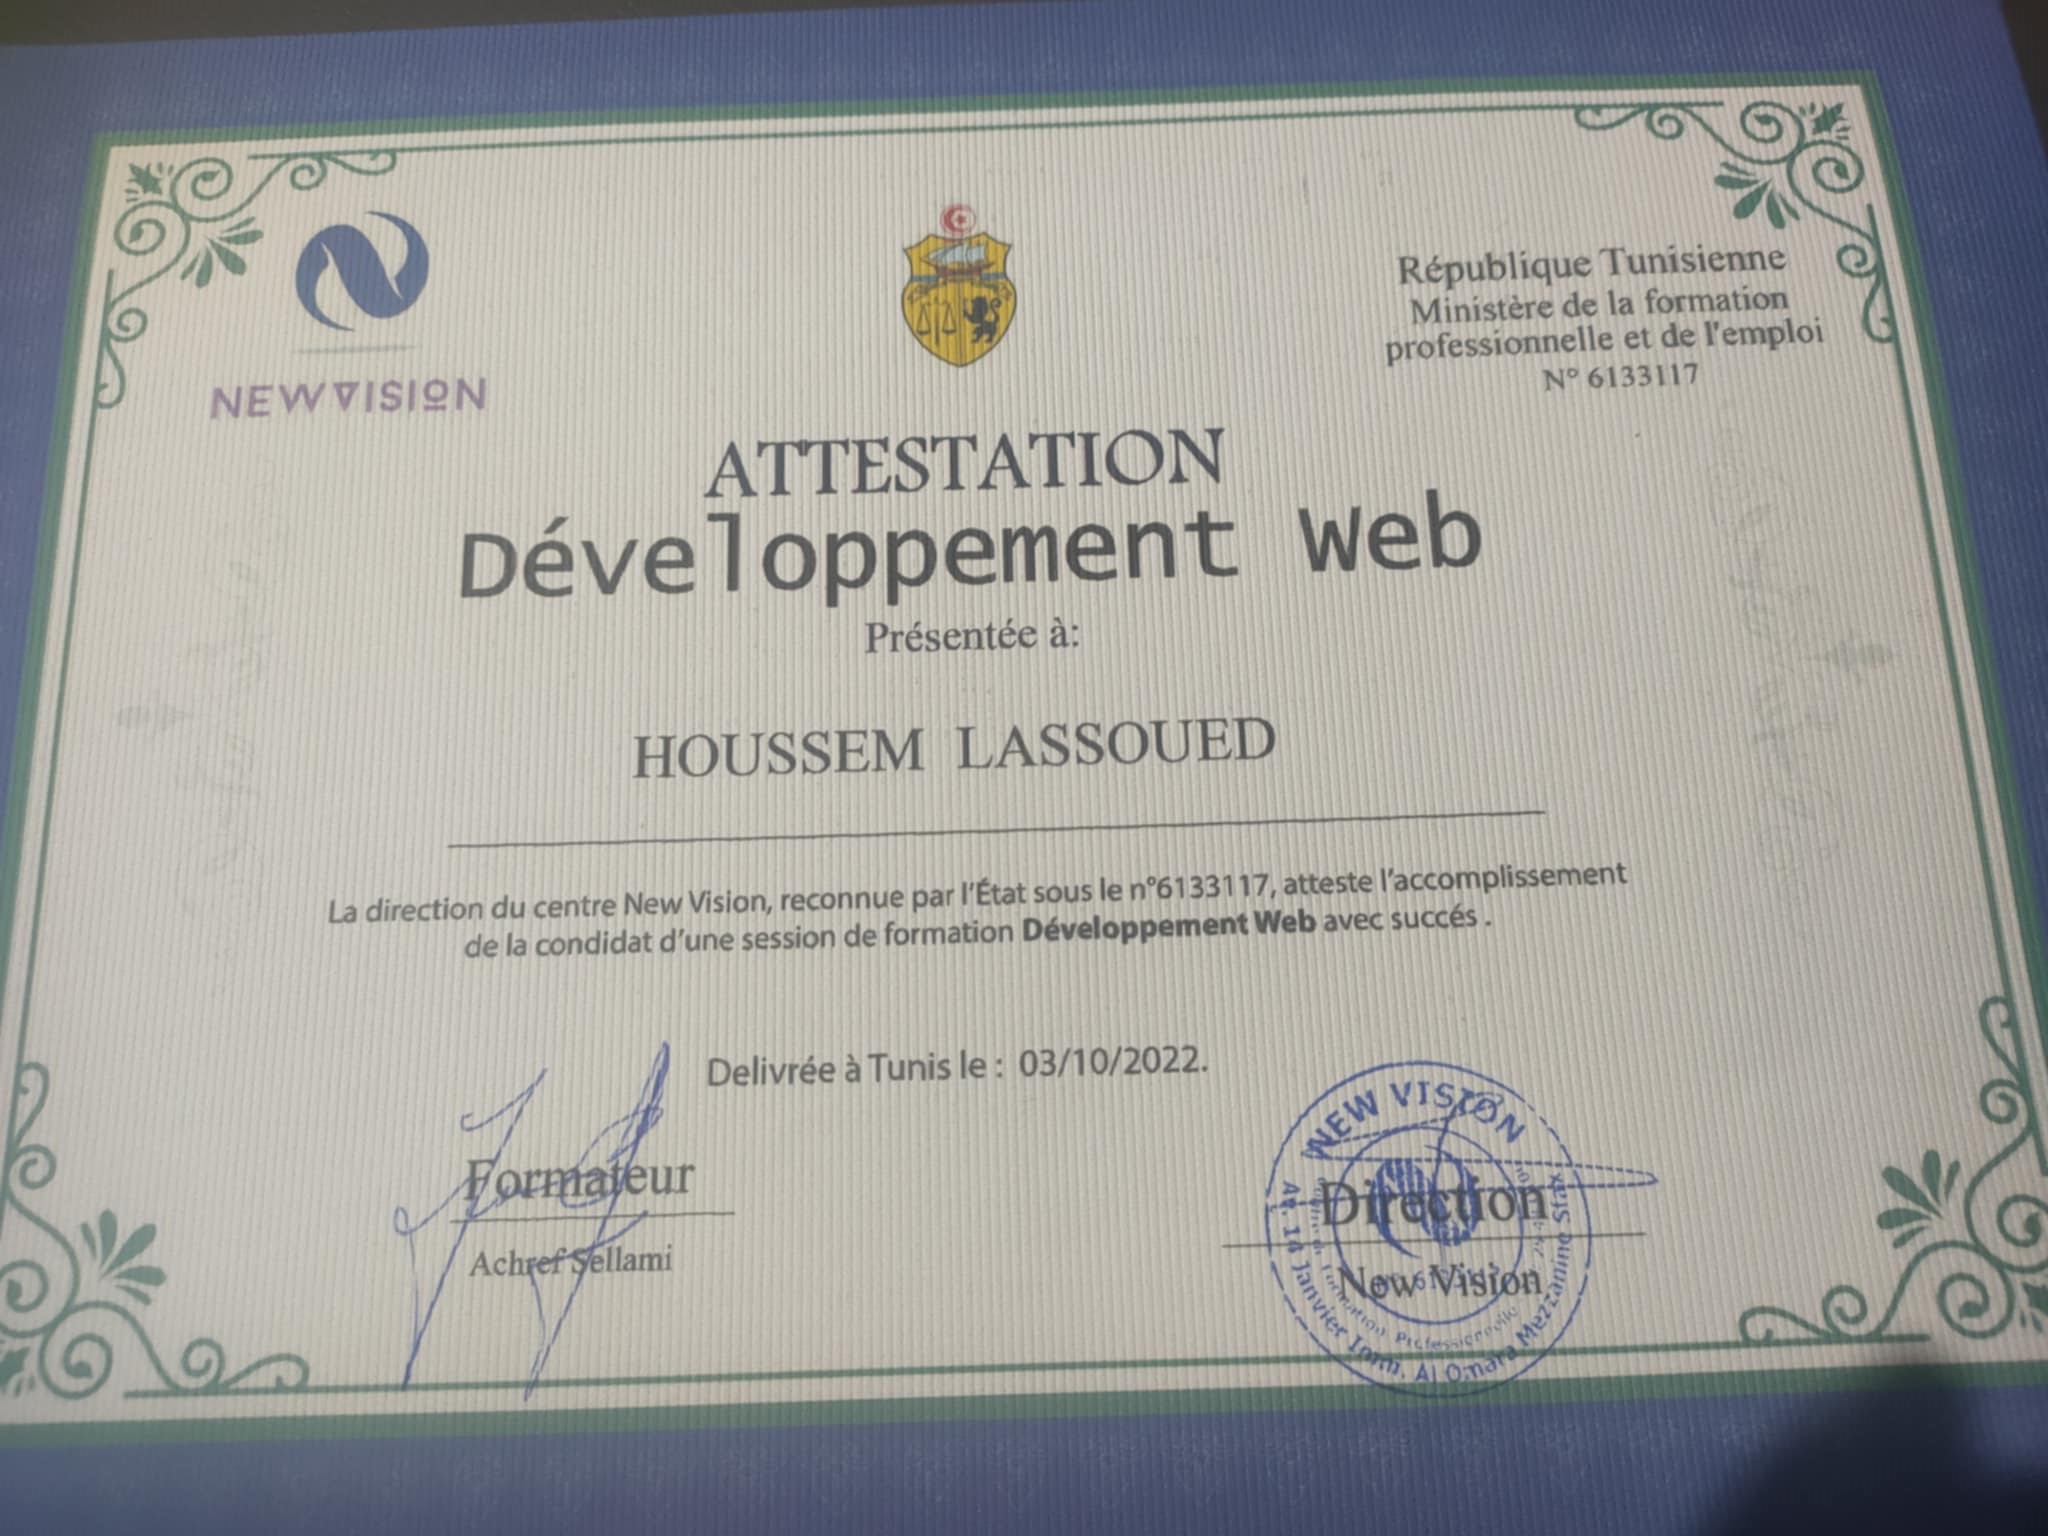 NEWVISION
République Tunisienne
Ministère de la formation
professionnelle et de l'emploi
N° 6133117
ATTESTATION
Développement Web
Présentée à:
HOUSSEM LASSOUED
La direction du centre New Vision, reconnue par l'État sous le n°6133117, atteste l'accomplissement
de la condidat d'une session de formation Développement Web avec succés .
Delivrée à Tunis le : 03/10/2022.
Formateur
Achref Sellami
Direction
New Vision
NEW VISION
Av. 14 Janvier Imm. Al Omara Mezzanine Sfax
Formation Professionnelle